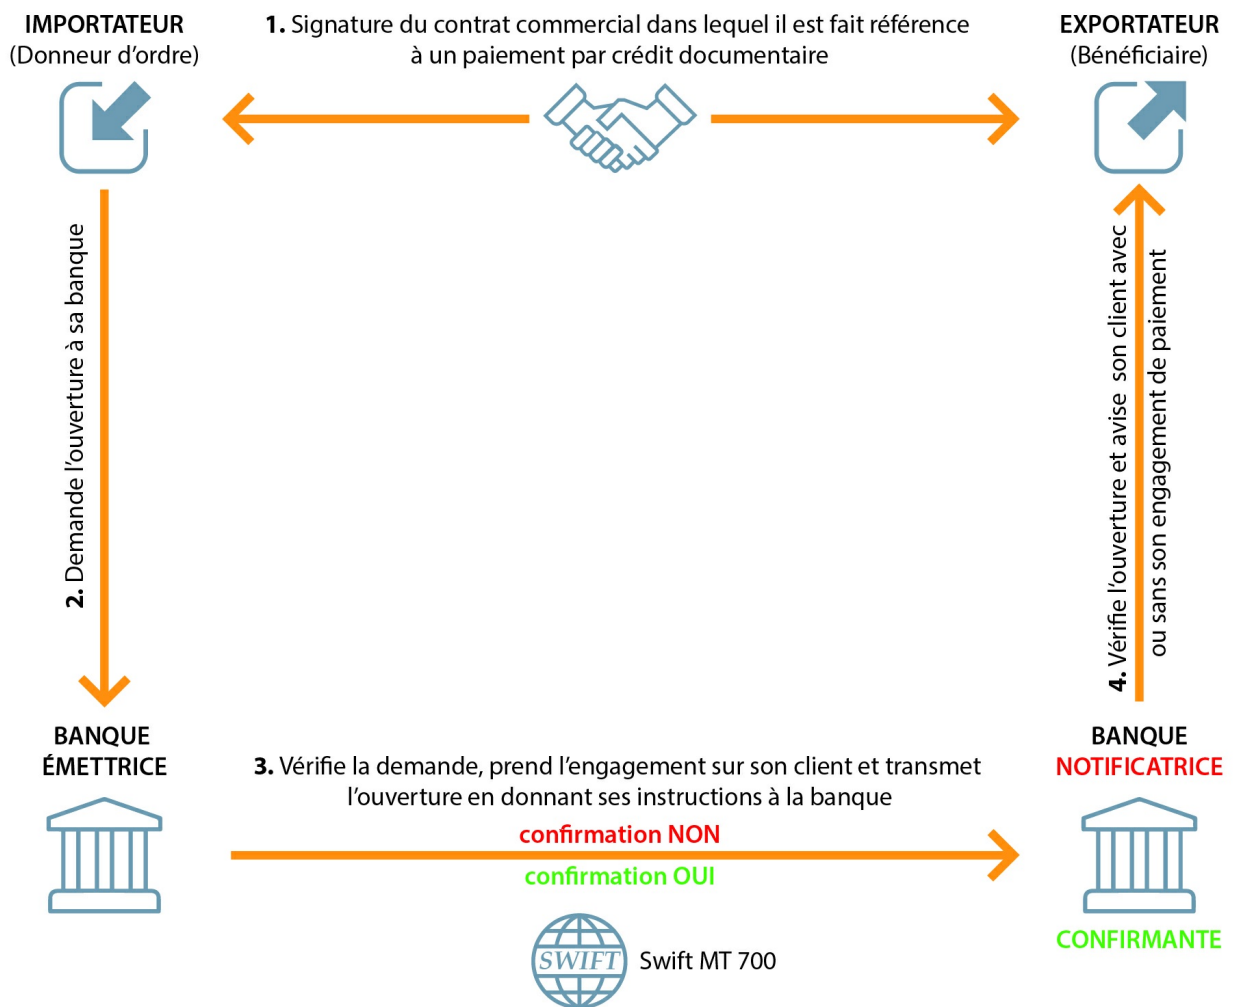 IMPORTATEUR
(Donneur d'ordre)
1. Signature du contrat commercial dans lequel il est fait référence
à un paiement par crédit documentaire
EXPORTATEUR
(Bénéficiaire)
2. Demande l'ouverture à sa banque
4. Vérifie l'ouverture et avise son client avec
ou sans son engagement de paiement
BANQUE
ÉMETTRICE
3. Vérifie la demande, prend l'engagement sur son client et transmet
l'ouverture en donnant ses instructions à la banque
confirmation NON
confirmation OUI
BANQUE
NOTIFICATRICE
CONFIRMANTE
SWIFT
Swift MT 700